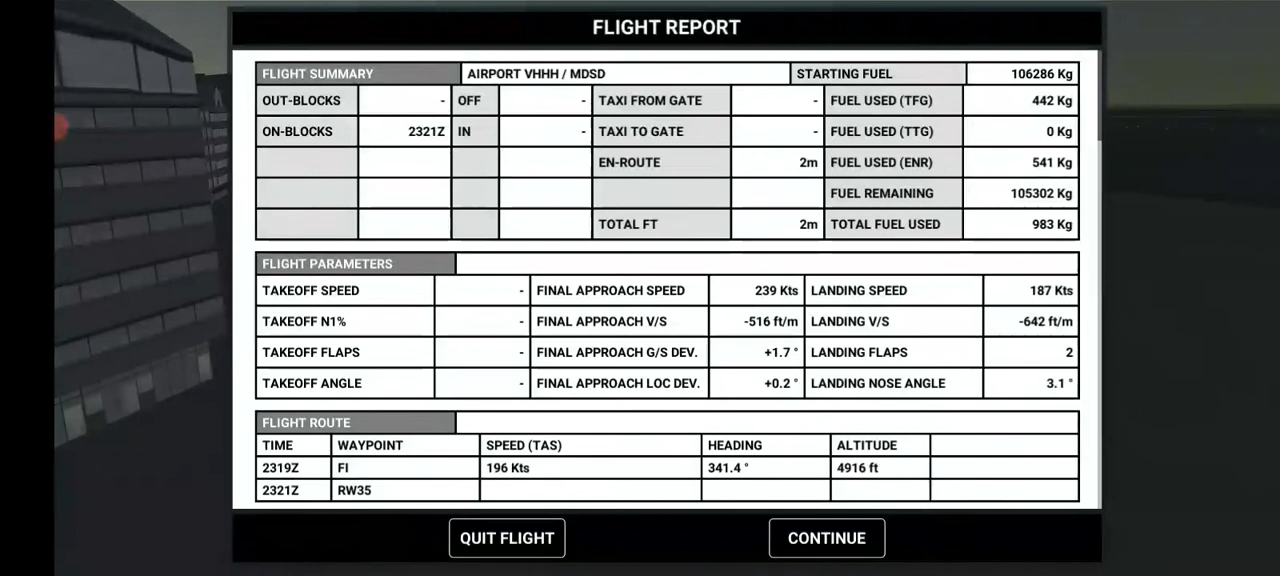 FLIGHT REPORT
FLIGHT SUMMARY AIRPORT VHHH / MDSD STARTING FUEL 106286 Kg
OUT-BLOCKS - OFF - TAXI FROM GATE - FUEL USED (TFG) 442 Kg
ON-BLOCKS 2321Z IN - TAXI TO GATE - FUEL USED (TTG) 0 Kg
EN-ROUTE 2m FUEL USED (ENR) 541 Kg
FUEL REMAINING 105302 Kg
TOTAL FT 2m TOTAL FUEL USED 983 Kg
FLIGHT PARAMETERS
TAKEOFF SPEED - FINAL APPROACH SPEED 239 Kts LANDING SPEED 187 Kts
TAKEOFF N1% - FINAL APPROACH V/S -516 ft/m LANDING V/S -642 ft/m
TAKEOFF FLAPS - FINAL APPROACH G/S DEV. +1.7 ° LANDING FLAPS 2
TAKEOFF ANGLE - FINAL APPROACH LOC DEV. +0.2 ° LANDING NOSE ANGLE 3.1 °
FLIGHT ROUTE
TIME WAYPOINT SPEED (TAS) HEADING ALTITUDE
2319Z FI 196 Kts 341.4 ° 4916 ft
2321Z RW35
QUIT FLIGHT CONTINUE